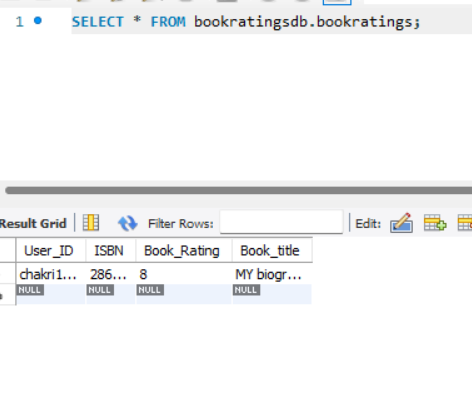 1 SELECT * FROM bookratingsdb.bookratings;
Result Grid Filter Rows: Edit:
User_ID ISBN Book_Rating Book_title
chakri1... 286... 8 MY biogr...
NULL NULL NULL NULL